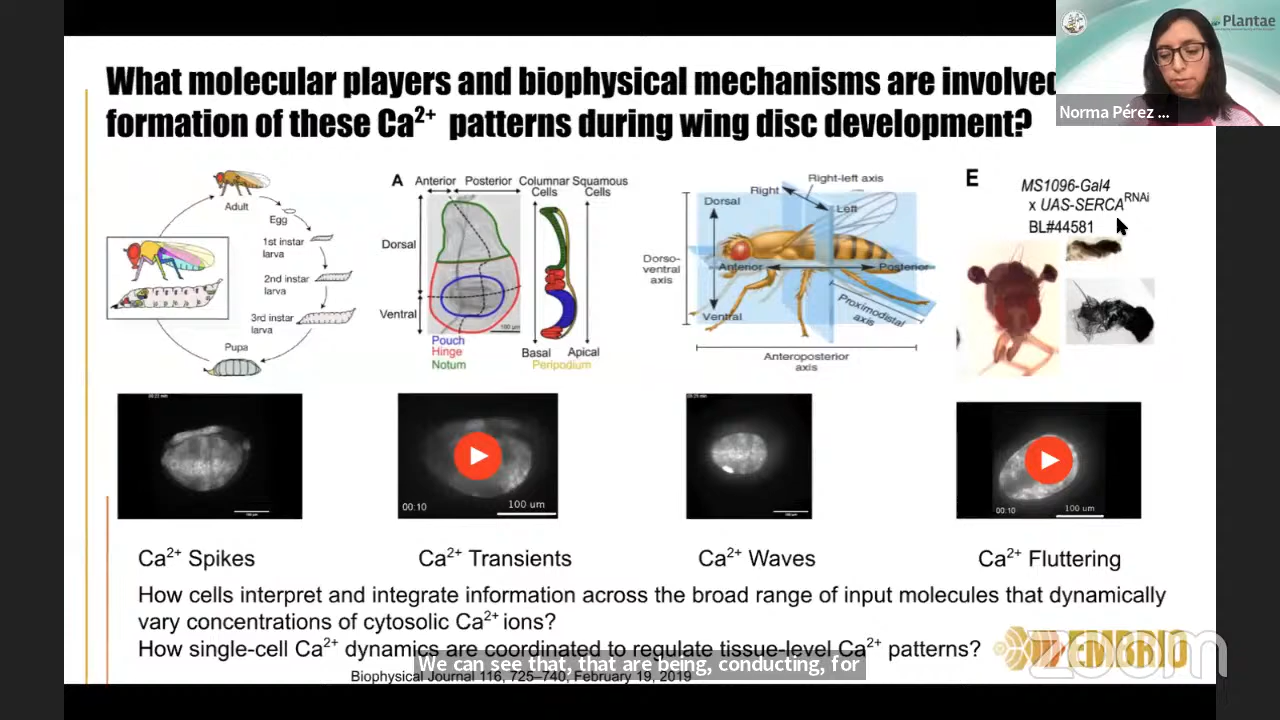 What molecular players and biophysical mechanisms are involved
formation of these Ca2+ patterns during wing disc development?
Plantae
Norma Pérez ...
Adult
Egg
1st instar
larva
2nd instar
larva
3rd instar
larva
Pupa
A
Anterior Posterior Columnar Squamous
Cells Cells
Dorsal
Ventral
100 µm
Pouch
Hinge
Notum
Basal Apical
Peripodium
Right-left axis
Right
Left
Dorsal
Dorso-
ventral
axis
Anterior
Posterior
Ventral
Proximodistal
axis
Anteroposterior
axis
E
MS1096-Gal4
x UAS-SERCARNAi
BL#44581
00:10
100 um
00:10
100 um
Ca2+ Spikes
Ca2+ Transients
Ca2+ Waves
Ca2+ Fluttering
How cells interpret and integrate information across the broad range of input molecules that dynamically
vary concentrations of cytosolic Ca2+ ions?
How single-cell Ca2+ dynamics are coordinated to regulate tissue-level Ca2+ patterns?
We can see that, that are being, conducting, for
Biophysical Journal 116, 725–740, February 19, 2019
zoom